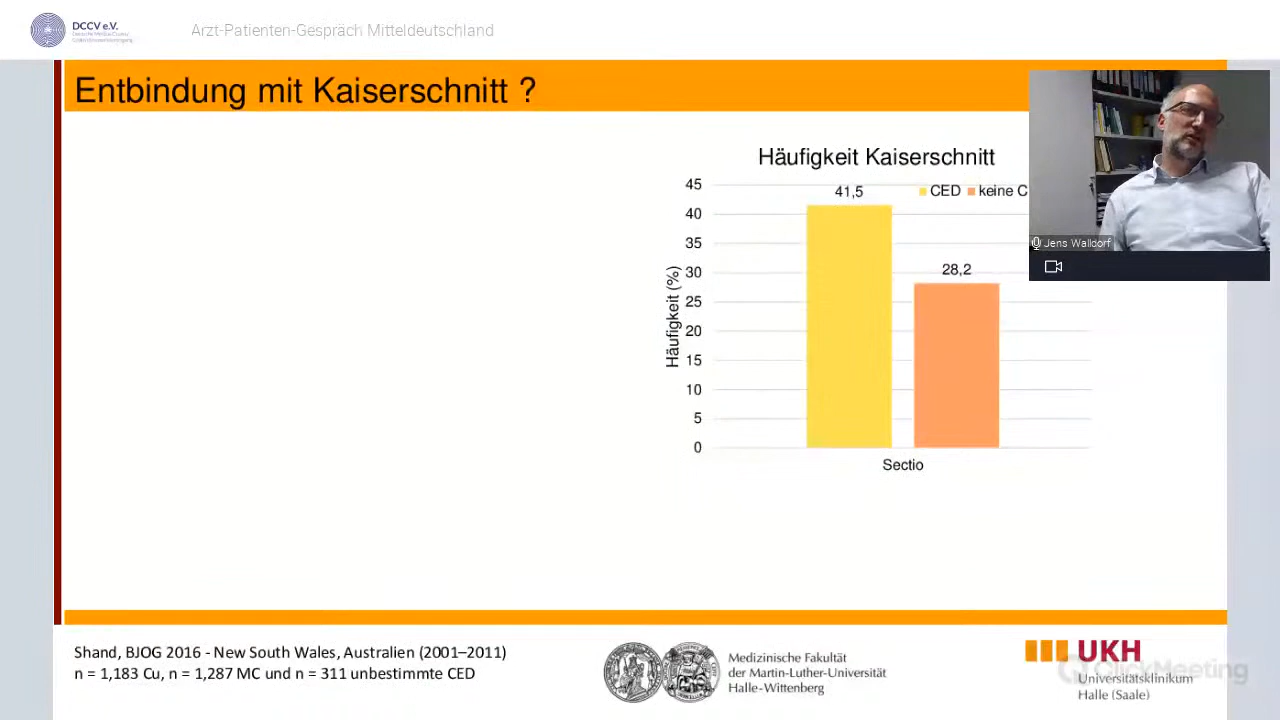 DCCV e.V.
Arzt-Patienten-Gespräch Mitteldeutschland
Entbindung mit Kaiserschnitt ?
Häufigkeit Kaiserschnitt
CED keine C
Häufigkeit (%)
45
40
35
30
25
20
15
10
5
0
41,5
28,2
Sectio
Jens Walldorf
Shand, BJOG 2016 - New South Wales, Australien (2001–2011)
n = 1,183 Cu, n = 1,287 MC und n = 311 unbestimmte CED
Medizinische Fakultät
der Martin-Luther-Universität
Halle-Wittenberg
UKH
ClickMeeting
Universitätsklinikum
Halle (Saale)